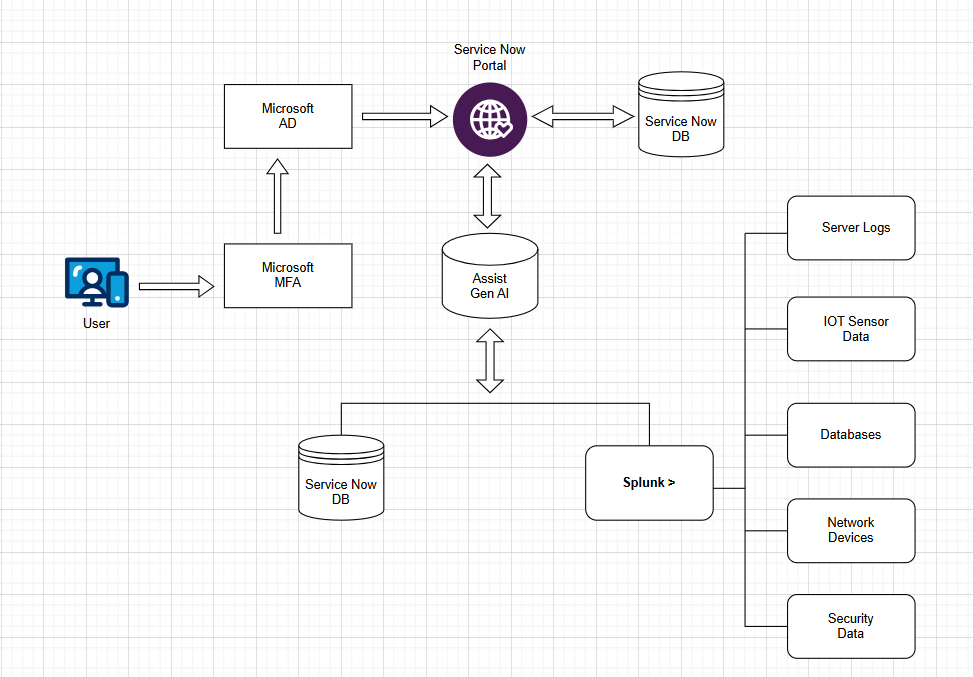 Service Now
Portal
Microsoft
AD
Service Now
DB
Server Logs
Microsoft
MFA
User
Assist
Gen AI
IOT Sensor
Data
Databases
Service Now
DB
Splunk >
Network
Devices
Security
Data